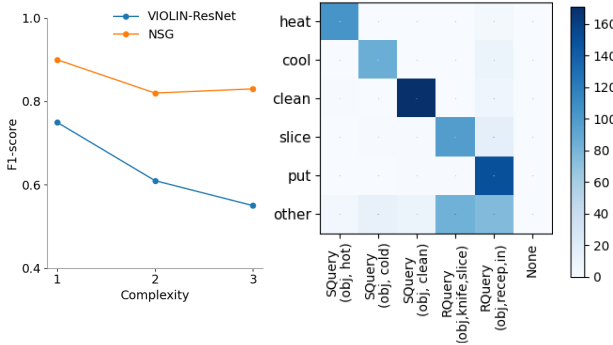 VIOLIN-ResNet
NSG
1.0
0.8
0.6
0.4
F1-score
1
2
3
Complexity
heat
cool
clean
slice
put
other
SQuery
(obj, hot)
SQuery
(obj, cold)
SQuery
(obj, clean)
RQuery
(obj,knife,slice)
RQuery
(obj,recep,in)
None
160
140
120
100
80
60
40
20
0